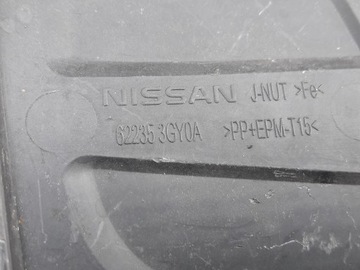 NISSAN J-NUT >Fe<
62235 3GY0A >PP+EPM-T15<